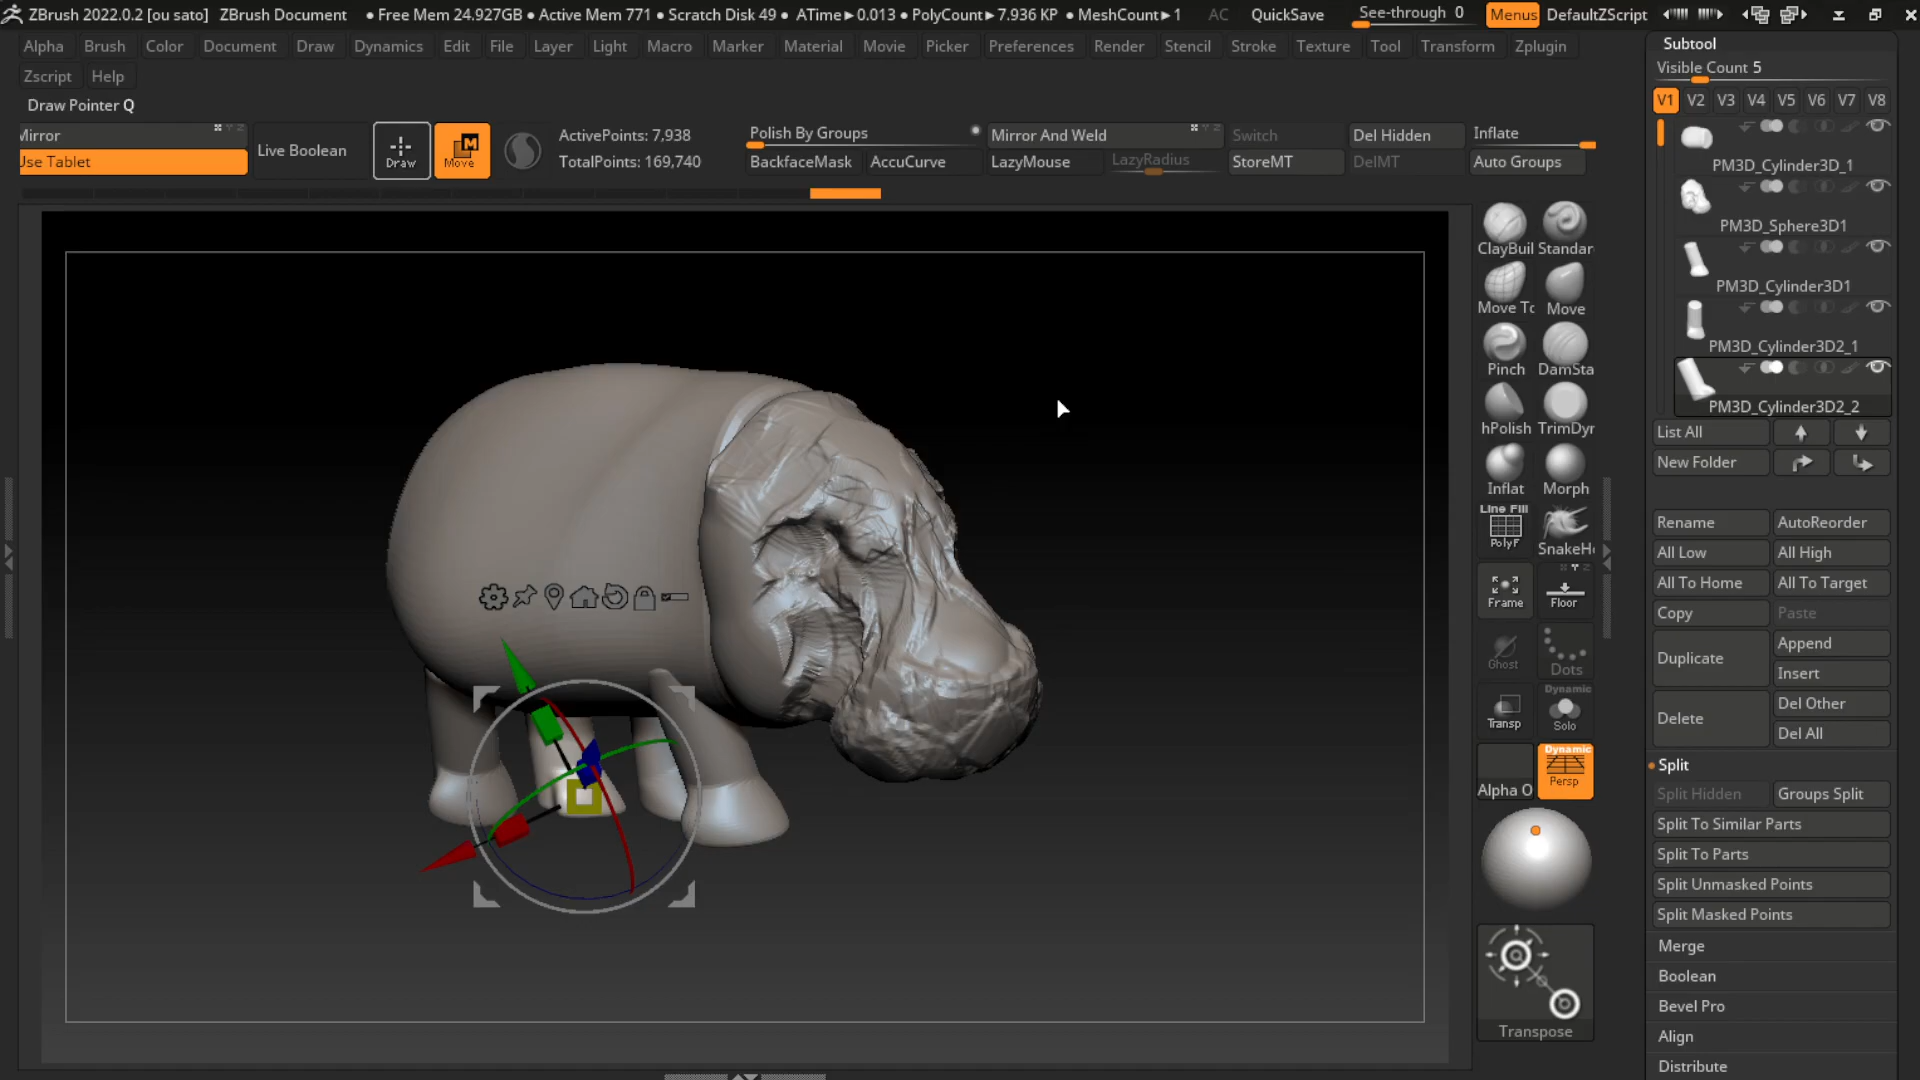 ZBrush 2022.0.2 [ou sato] ZBrush Document • Free Mem 24.927GB • Active Mem 771 • Scratch Disk 49 • ATime►0.013 • PolyCount►7.936 KP • MeshCount►1 AC QuickSave See-through 0 Menus DefaultZScript
Alpha Brush Color Document Draw Dynamics Edit File Layer Light Macro Marker Material Movie Picker Preferences Render Stencil Stroke Texture Tool Transform Zplugin
Zscript Help
Draw Pointer Q
Mirror
Use Tablet
Live Boolean
Draw
Move
ActivePoints: 7,938
TotalPoints: 169,740
Polish By Groups
BackfaceMask AccuCurve
Mirror And Weld
LazyMouse LazyRadius
Switch Del Hidden Inflate
StoreMT DelMT Auto Groups
ClayBuil Standar
Move To Move
Pinch DamSta
hPolish TrimDyn
Inflat Morph
Line Fill
PolyF SnakeHo
Frame Floor
Ghost Dots
Transp
Dynamic
Solo
Alpha O
Dynamic
Persp
Transpose
Subtool
Visible Count 5
V1 V2 V3 V4 V5 V6 V7 V8
PM3D_Cylinder3D_1
PM3D_Sphere3D1
PM3D_Cylinder3D1
PM3D_Cylinder3D2_1
PM3D_Cylinder3D2_2
List All
New Folder
Rename AutoReorder
All Low All High
All To Home All To Target
Copy Paste
Duplicate Append
Insert
Delete Del Other
Del All
Split
Split Hidden Groups Split
Split To Similar Parts
Split To Parts
Split Unmasked Points
Split Masked Points
Merge
Boolean
Bevel Pro
Align
Distribute